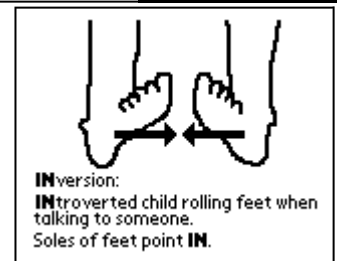 INversion:
INtroverted child rolling feet when
talking to someone.
Soles of feet point IN.